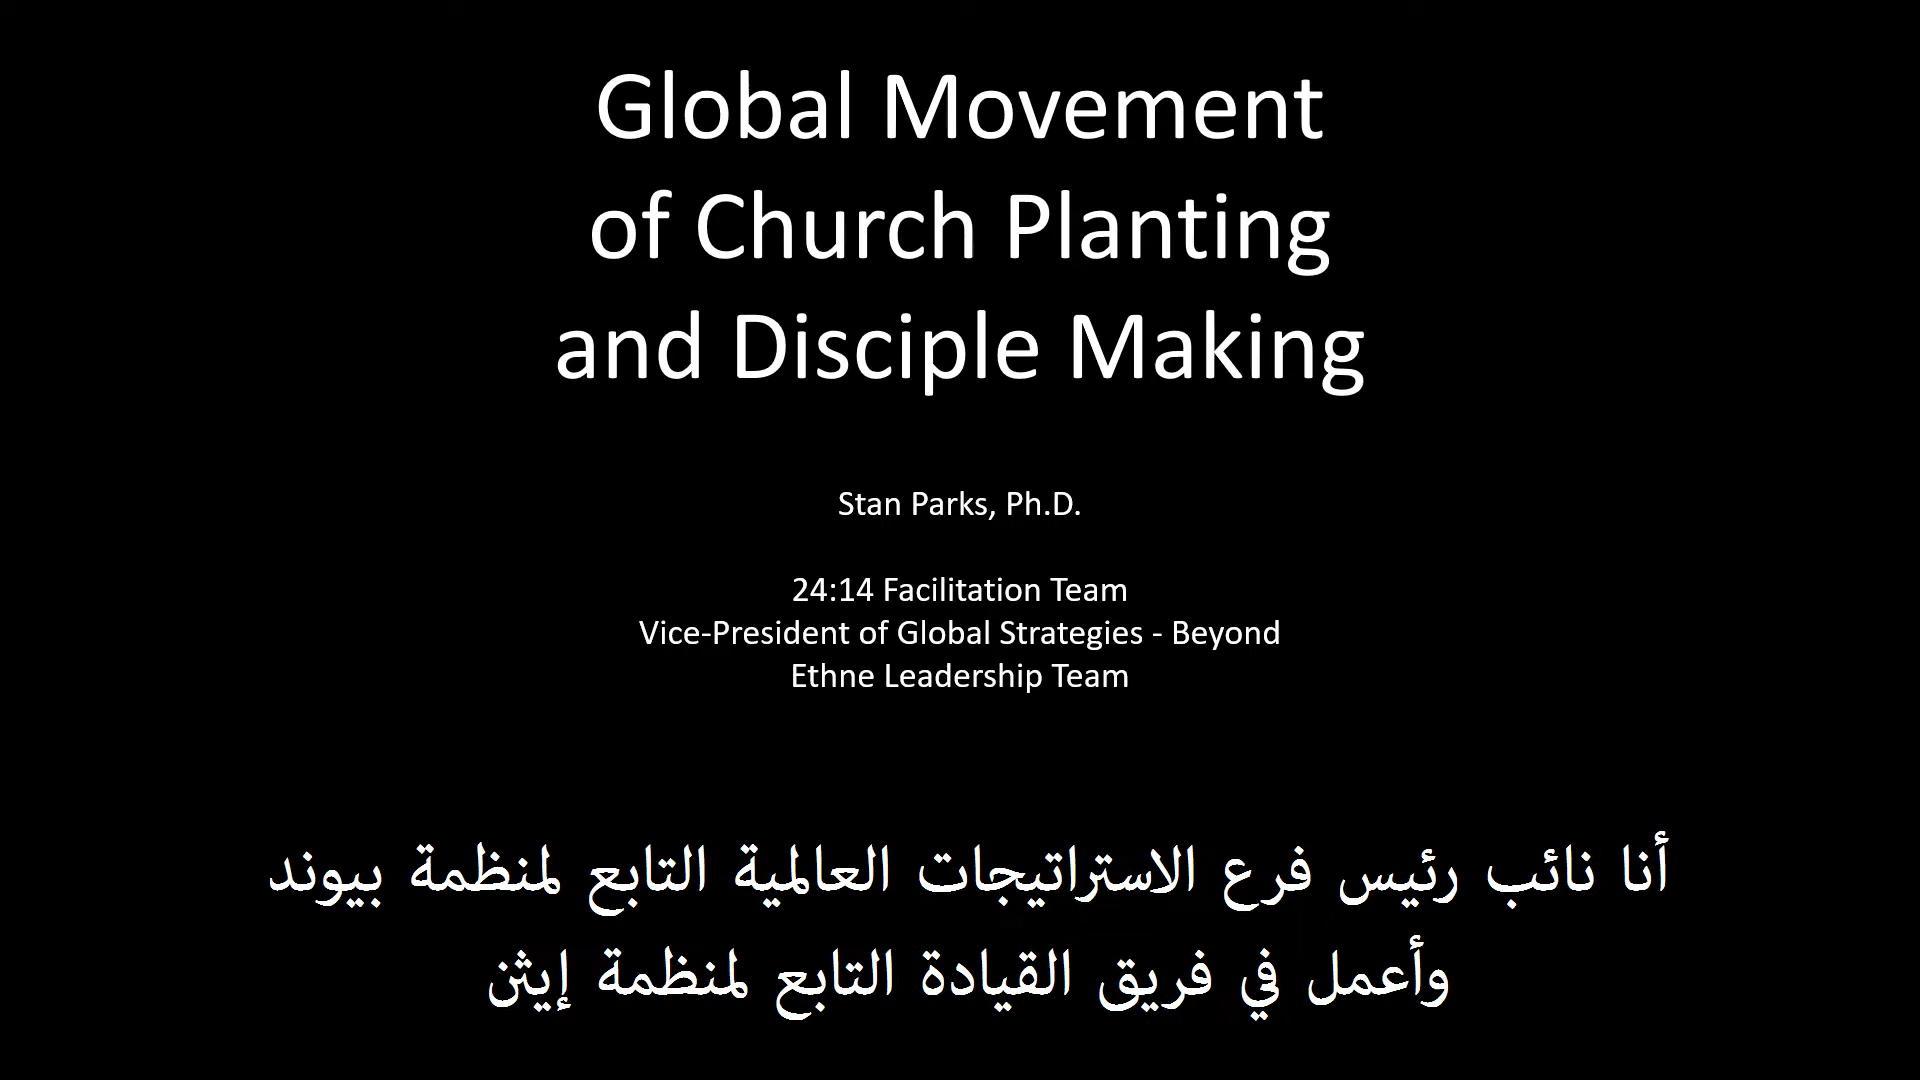 Global Movement
of Church Planting
and Disciple Making
Stan Parks, Ph.D.
24:14 Facilitation Team
Vice-President of Global Strategies - Beyond
Ethne Leadership Team
أنا نائب رئيس فرع الاستراتيجات العالمية التابع لمنظمة بيوند
وأعمل في فريق القيادة التابع لمنظمة إيثن